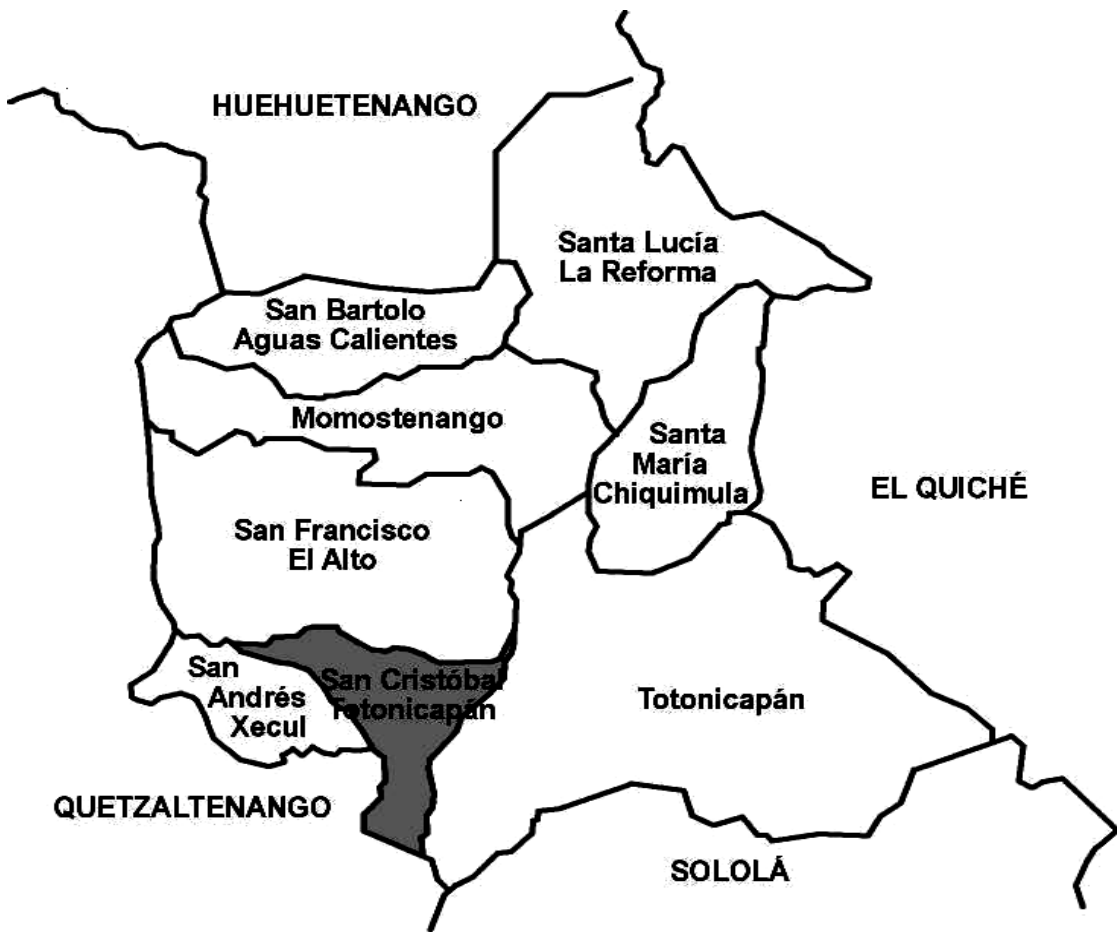 HUEHUETENANGO
Santa Lucía
La Reforma
San Bartolo
Aguas Calientes
Momostenango
Santa
María
Chiquimula
EL QUICHÉ
San Francisco
El Alto
San
Andrés
Xecul
San Cristóbal
Totonicapán
Totonicapán
QUETZALTENANGO
SOLOLÁ